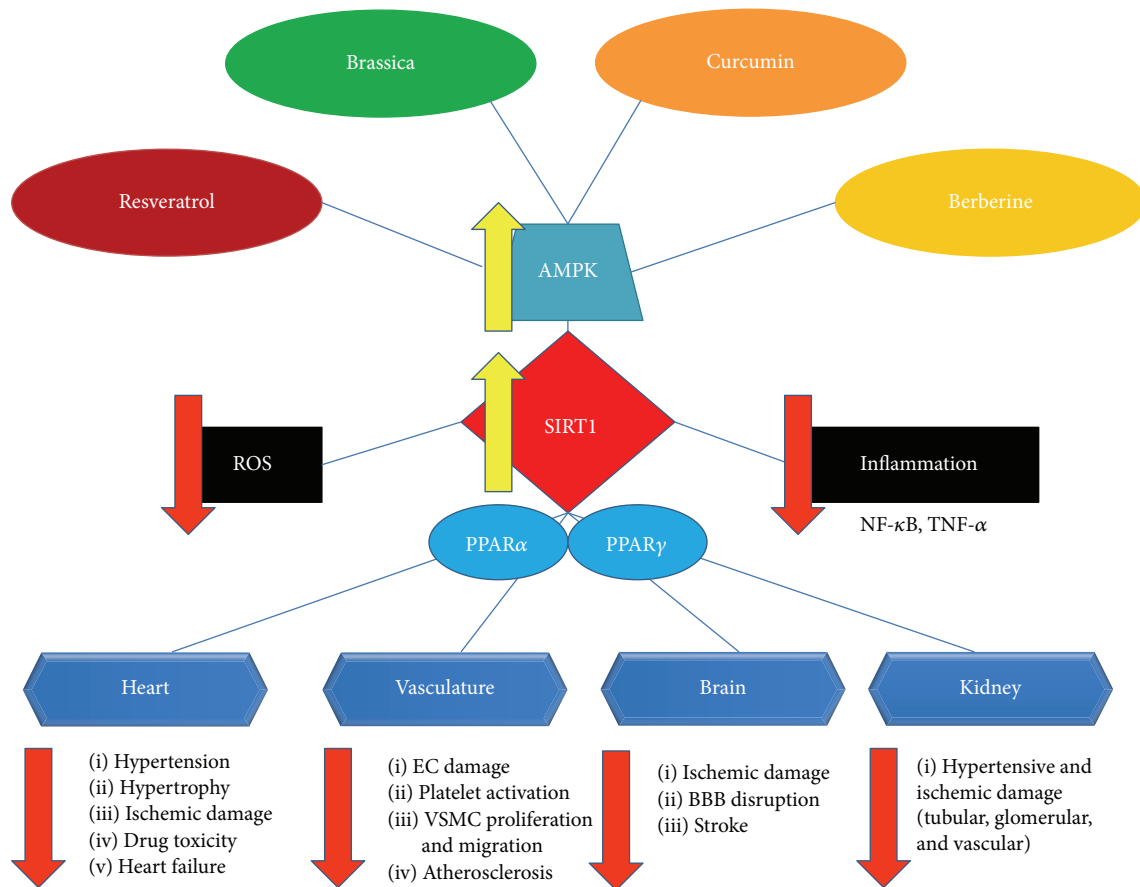 Brassica
Curcumin
Resveratrol
Berberine
AMPK
SIRT1
ROS
Inflammation
NF-κB, TNF-α
PPARα
PPARγ
Heart
Vasculature
Brain
Kidney
(i) Hypertension
(ii) Hypertrophy
(iii) Ischemic damage
(iv) Drug toxicity
(v) Heart failure
(i) EC damage
(ii) Platelet activation
(iii) VSMC proliferation
and migration
(iv) Atherosclerosis
(i) Ischemic damage
(ii) BBB disruption
(iii) Stroke
(i) Hypertensive and
ischemic damage
(tubular, glomerular,
and vascular)